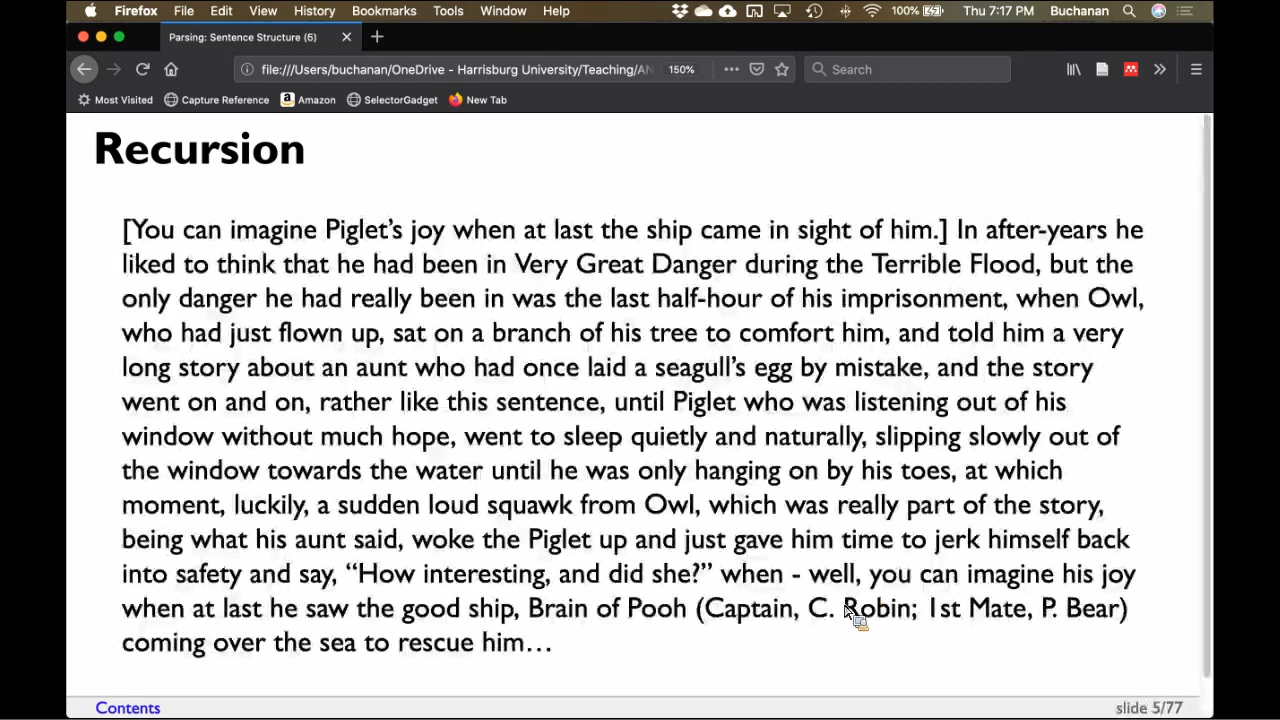 Firefox File Edit View History Bookmarks Tools Window Help 100% Thu 7:17 PM Buchanan
Parsing: Sentence Structure (6)
file:///Users/buchanan/OneDrive - Harrisburg University/Teaching/AN 150% Search
Most Visited Capture Reference Amazon SelectorGadget New Tab
Recursion
[You can imagine Piglet’s joy when at last the ship came in sight of him.] In after-years he
liked to think that he had been in Very Great Danger during the Terrible Flood, but the
only danger he had really been in was the last half-hour of his imprisonment, when Owl,
who had just flown up, sat on a branch of his tree to comfort him, and told him a very
long story about an aunt who had once laid a seagull’s egg by mistake, and the story
went on and on, rather like this sentence, until Piglet who was listening out of his
window without much hope, went to sleep quietly and naturally, slipping slowly out of
the window towards the water until he was only hanging on by his toes, at which
moment, luckily, a sudden loud squawk from Owl, which was really part of the story,
being what his aunt said, woke the Piglet up and just gave him time to jerk himself back
into safety and say, “How interesting, and did she?” when - well, you can imagine his joy
when at last he saw the good ship, Brain of Pooh (Captain, C. Robin; 1st Mate, P. Bear)
coming over the sea to rescue him…
Contents slide 5/77